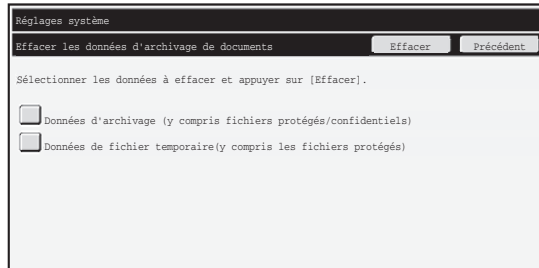 Réglages système
Effacer les données d'archivage de documents Effacer Précédent
Sélectionner les données à effacer et appuyer sur [Effacer].
Données d'archivage (y compris fichiers protégés/confidentiels)
Données de fichier temporaire(y compris les fichiers protégés)